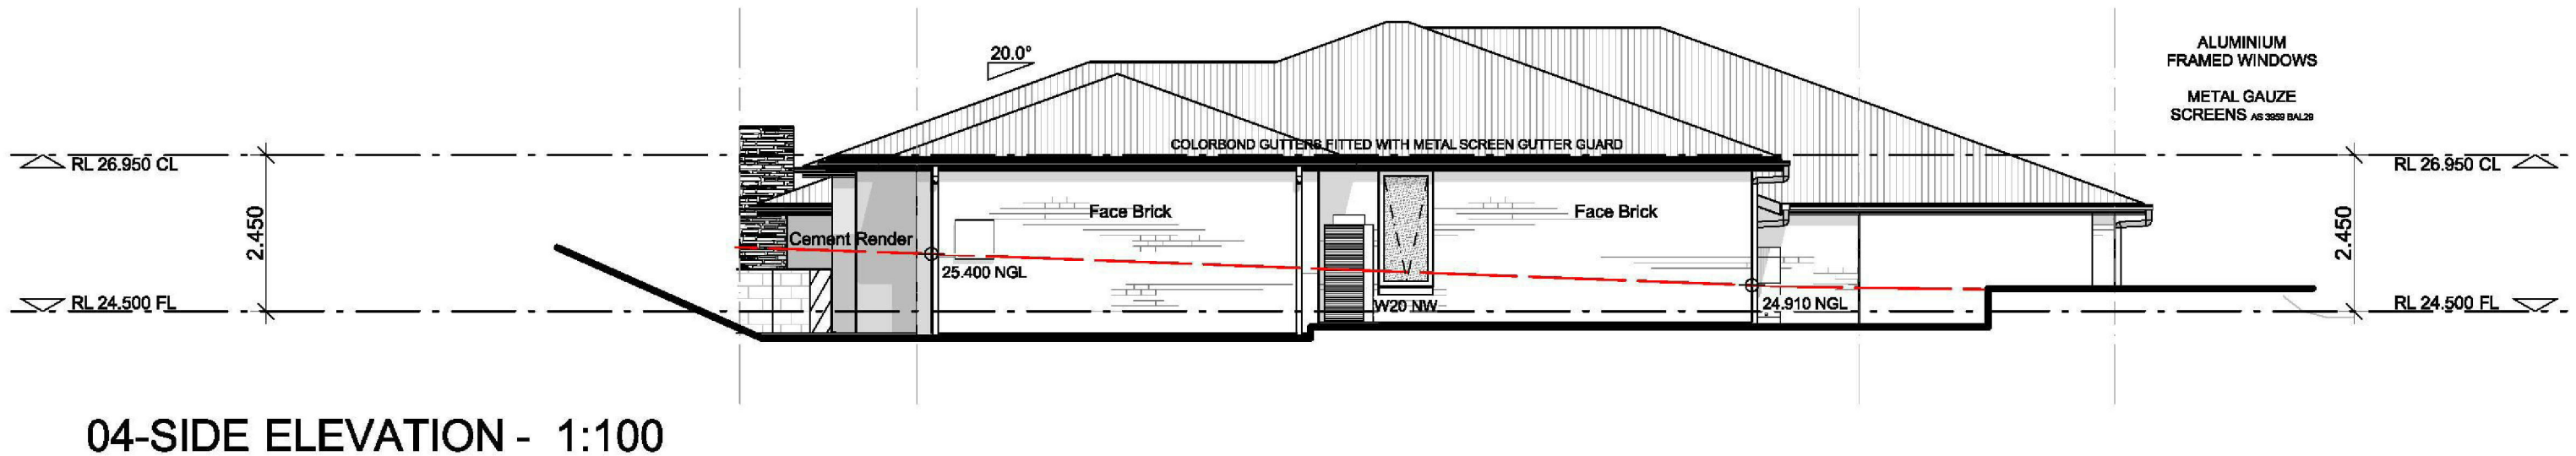 20.0°
ALUMINIUM
FRAMED WINDOWS
METAL GAUZE
SCREENS AS 3959 BAL29
COLORBOND GUTTERS FITTED WITH METAL SCREEN GUTTER GUARD
RL 26.950 CL
RL 26.950 CL
2.450
Face Brick
Face Brick
2.450
Cement Render
25.400 NGL
RL 24.500 FL
W20 NW
24.910 NGL
RL 24.500 FL
04-SIDE ELEVATION - 1:100